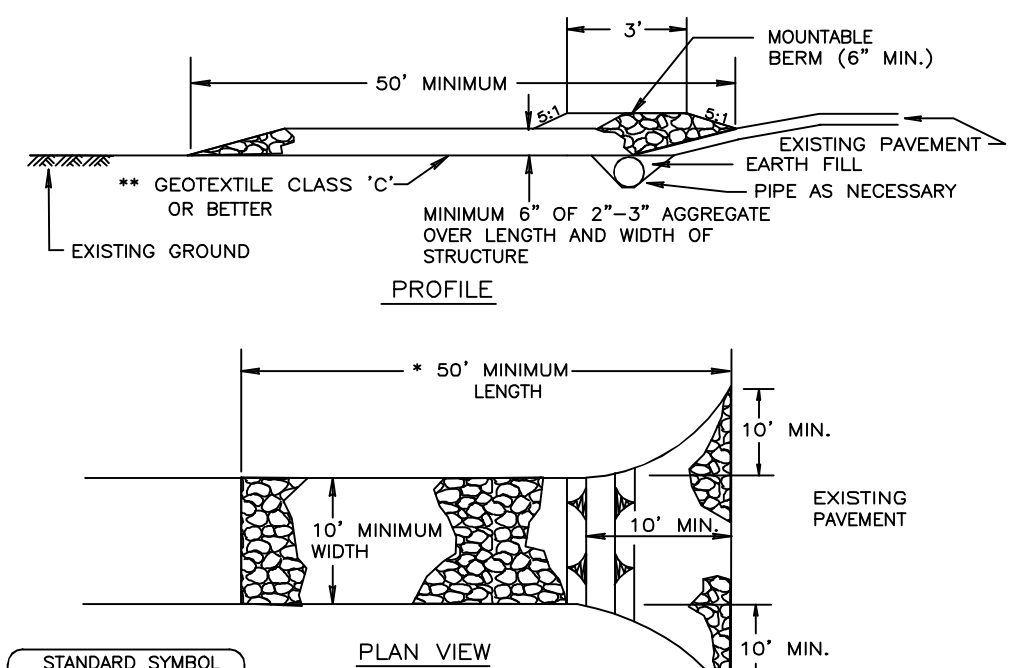 3'
MOUNTABLE
BERM (6" MIN.)
50' MINIMUM
5:1
5:1
EXISTING PAVEMENT
EARTH FILL
** GEOTEXTILE CLASS 'C'
OR BETTER
PIPE AS NECESSARY
MINIMUM 6" OF 2"-3" AGGREGATE
OVER LENGTH AND WIDTH OF
STRUCTURE
EXISTING GROUND
PROFILE
* 50' MINIMUM
LENGTH
10' MIN.
EXISTING
PAVEMENT
10' MINIMUM
WIDTH
10' MIN.
10' MIN.
PLAN VIEW
STANDARD SYMBOL